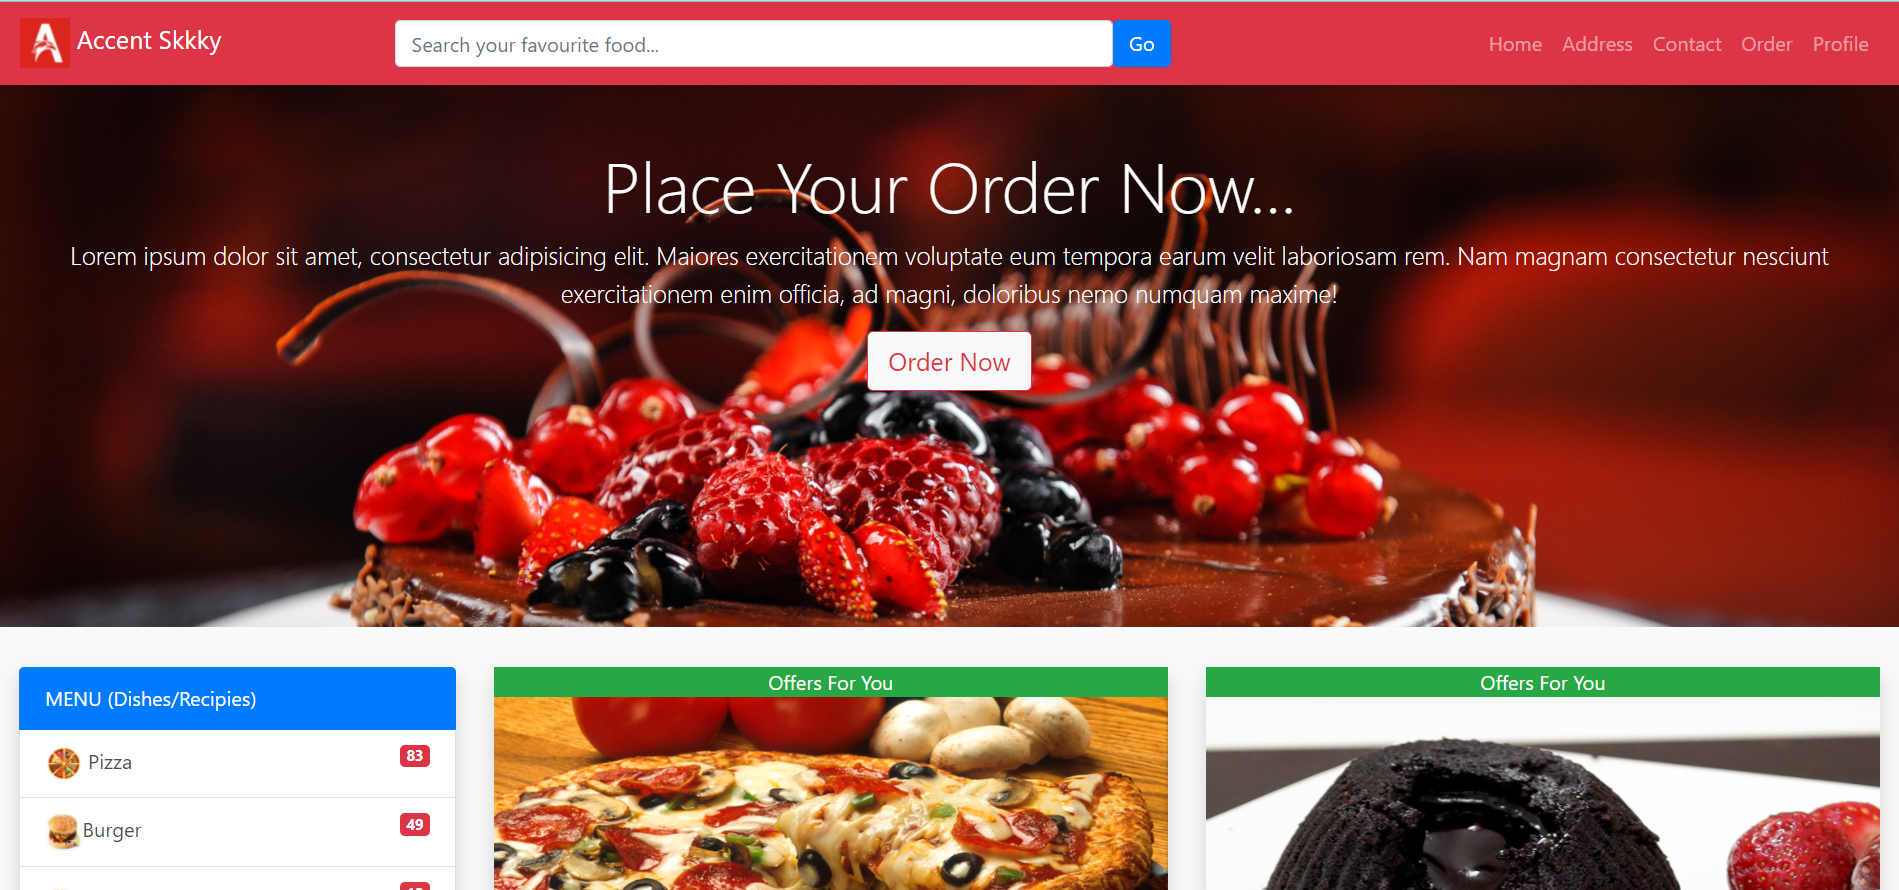 Accent Skkky
Search your favourite food...
Go
Home Address Contact Order Profile
Place Your Order Now...
Lorem ipsum dolor sit amet, consectetur adipisicing elit. Maiores exercitationem voluptate eum tempora earum velit laboriosam rem. Nam magnam consectetur nesciunt
exercitationem enim officia, ad magni, doloribus nemo numquam maxime!
Order Now
MENU (Dishes/Recipies)
Pizza 83
Burger 49
Offers For You
Offers For You